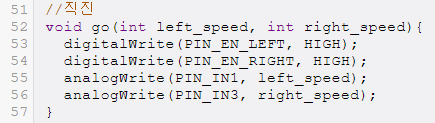 51 //직진
52 void go(int left_speed, int right_speed){
53   digitalWrite(PIN_EN_LEFT, HIGH);
54   digitalWrite(PIN_EN_RIGHT, HIGH);
55   analogWrite(PIN_IN1, left_speed);
56   analogWrite(PIN_IN3, right_speed);
57 }